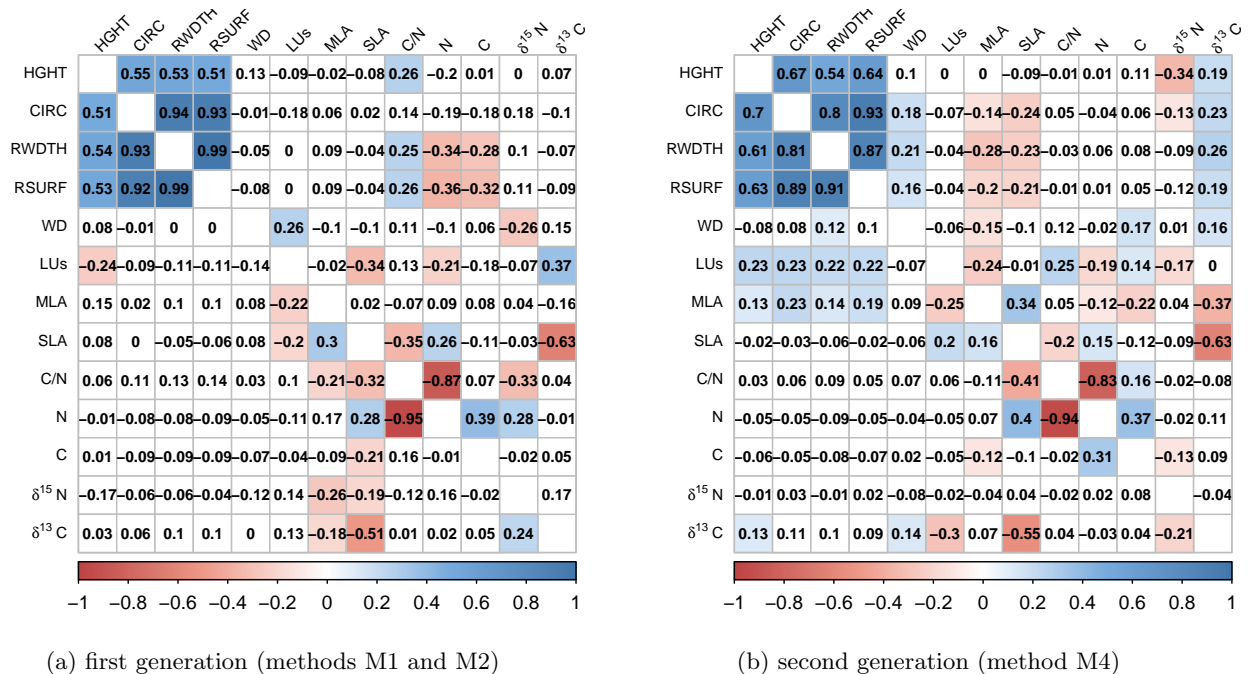 HGHT CIRC RWDTH RSURF WD LUs MLA SLA C/N N C δ15 N δ13 C
HGHT 0.55 0.53 0.51 0.13 −0.09 −0.02 −0.08 0.26 −0.2 0.01 0 0.07
CIRC 0.51 0.94 0.93 −0.01 −0.18 0.06 0.02 0.14 −0.19 −0.18 0.18 −0.1
RWDTH 0.54 0.93 0.99 −0.05 0 0.09 −0.04 0.25 −0.34 −0.28 0.1 −0.07
RSURF 0.53 0.92 0.99 −0.08 0 0.09 −0.04 0.26 −0.36 −0.32 0.11 −0.09
WD 0.08 −0.01 0 0 0.26 −0.1 −0.1 0.11 −0.1 0.06 −0.26 0.15
LUs −0.24 −0.09 −0.11 −0.11 −0.14 −0.02 −0.34 0.13 −0.21 −0.18 −0.07 0.37
MLA 0.15 0.02 0.1 0.1 0.08 −0.22 0.02 −0.07 0.09 0.08 0.04 −0.16
SLA 0.08 0 −0.05 −0.06 0.08 −0.2 0.3 −0.35 0.26 −0.11 −0.03 −0.63
C/N 0.06 0.11 0.13 0.14 0.03 0.1 −0.21 −0.32 −0.87 0.07 −0.33 0.04
N −0.01 −0.08 −0.08 −0.09 −0.05 −0.11 0.17 0.28 −0.95 0.39 0.28 −0.01
C 0.01 −0.09 −0.09 −0.09 −0.07 −0.04 −0.09 −0.21 0.16 −0.01 −0.02 0.05
δ15 N −0.17 −0.06 −0.06 −0.04 −0.12 0.14 −0.26 −0.19 −0.12 0.16 −0.02 0.17
δ13 C 0.03 0.06 0.1 0.1 0 0.13 −0.18 −0.51 0.01 0.02 0.05 0.24
−1 −0.8 −0.6 −0.4 −0.2 0 0.2 0.4 0.6 0.8 1
(a) first generation (methods M1 and M2)
HGHT CIRC RWDTH RSURF WD LUs MLA SLA C/N N C δ15 N δ13 C
HGHT 0.67 0.54 0.64 0.1 0 0 −0.09 −0.01 0.01 0.11 −0.34 0.19
CIRC 0.7 0.8 0.93 0.18 −0.07 −0.14 −0.24 0.05 −0.04 0.06 −0.13 0.23
RWDTH 0.61 0.81 0.87 0.21 −0.04 −0.28 −0.23 −0.03 0.06 0.08 −0.09 0.26
RSURF 0.63 0.89 0.91 0.16 −0.04 −0.2 −0.21 −0.01 0.01 0.05 −0.12 0.19
WD −0.08 0.08 0.12 0.1 −0.06 −0.15 −0.1 0.12 −0.02 0.17 0.01 0.16
LUs 0.23 0.23 0.22 0.22 −0.07 −0.24 −0.01 0.25 −0.19 0.14 −0.17 0
MLA 0.13 0.23 0.14 0.19 0.09 −0.25 0.34 0.05 −0.12 −0.22 0.04 −0.37
SLA −0.02 −0.03 −0.06 −0.02 −0.06 0.2 0.16 −0.2 0.15 −0.12 −0.09 −0.63
C/N 0.03 0.06 0.09 0.05 0.07 0.06 −0.11 −0.41 −0.83 0.16 −0.02 −0.08
N −0.05 −0.05 −0.09 −0.05 −0.04 −0.05 0.07 0.4 −0.94 0.37 −0.02 0.11
C −0.06 −0.05 −0.08 −0.07 0.02 −0.05 −0.12 −0.1 −0.02 0.31 −0.13 0.09
δ15 N −0.01 0.03 −0.01 0.02 −0.08 −0.02 −0.04 0.04 −0.02 0.02 0.08 −0.04
δ13 C 0.13 0.11 0.1 0.09 0.14 −0.3 0.07 −0.55 0.04 −0.03 0.04 −0.21
−1 −0.8 −0.6 −0.4 −0.2 0 0.2 0.4 0.6 0.8 1
(b) second generation (method M4)